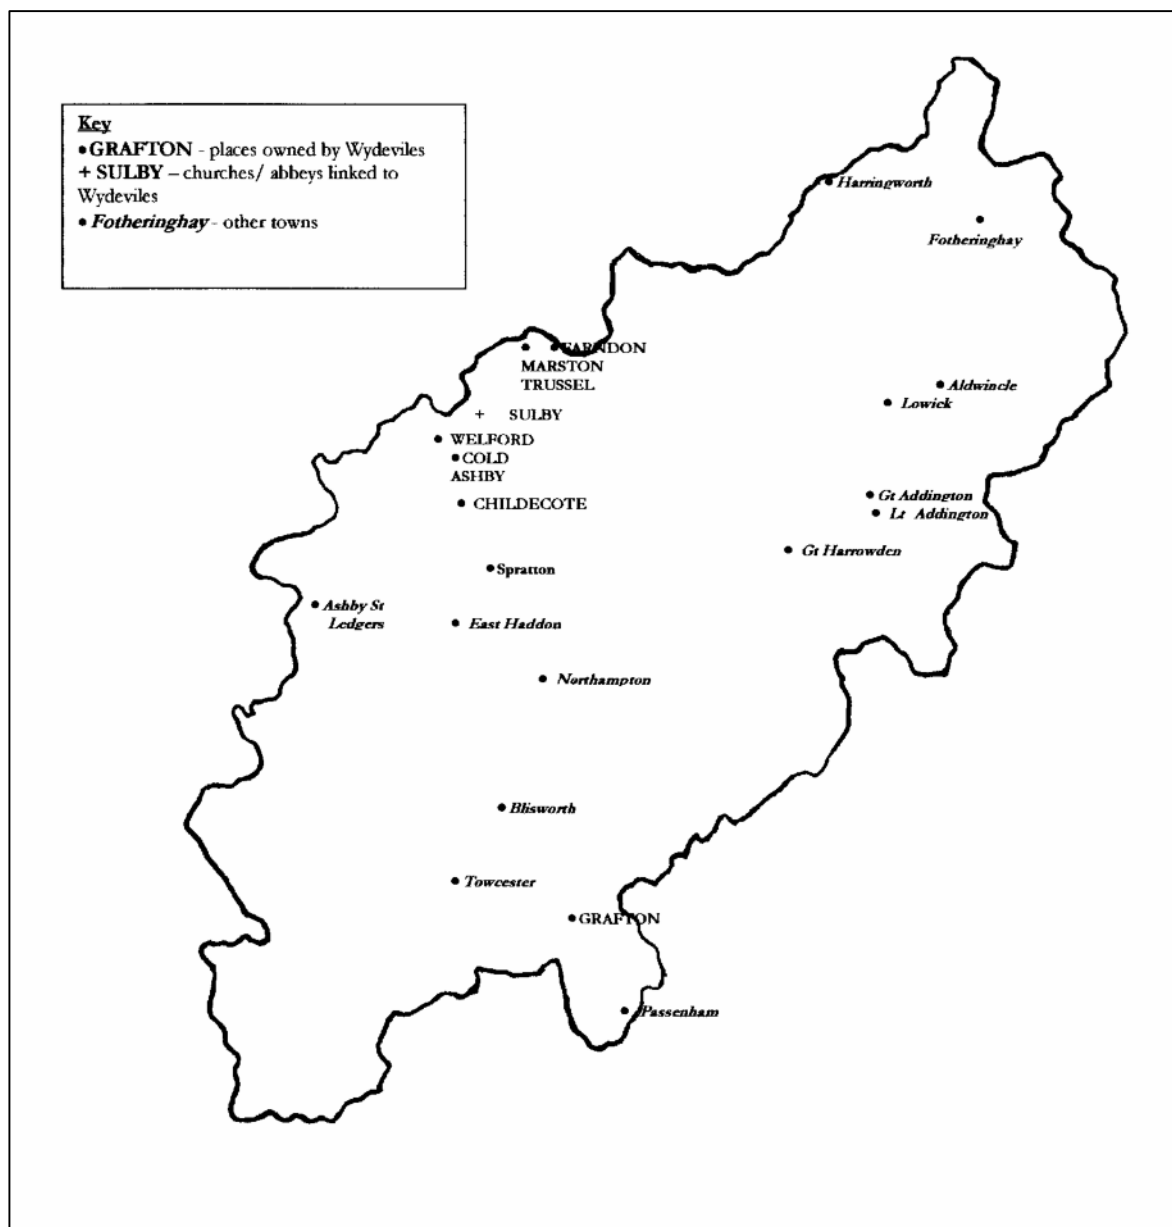 Key
•GRAFTON - places owned by Wydeviles
+ SULBY – churches/ abbeys linked to
Wydeviles
• Fotheringhay - other towns
• Harringworth
•
Fotheringhay
• • FARNDON
MARSTON
TRUSSEL
• Aldwincle
• Lowick
+ SULBY
• WELFORD
• COLD
ASHBY
• CHILDECOTE
• Gt Addington
• Lt Addington
• Gt Harrowden
• Spratton
• Ashby St
Ledgers
• East Haddon
• Northampton
• Blisworth
• Towcester
• GRAFTON
• Passenham